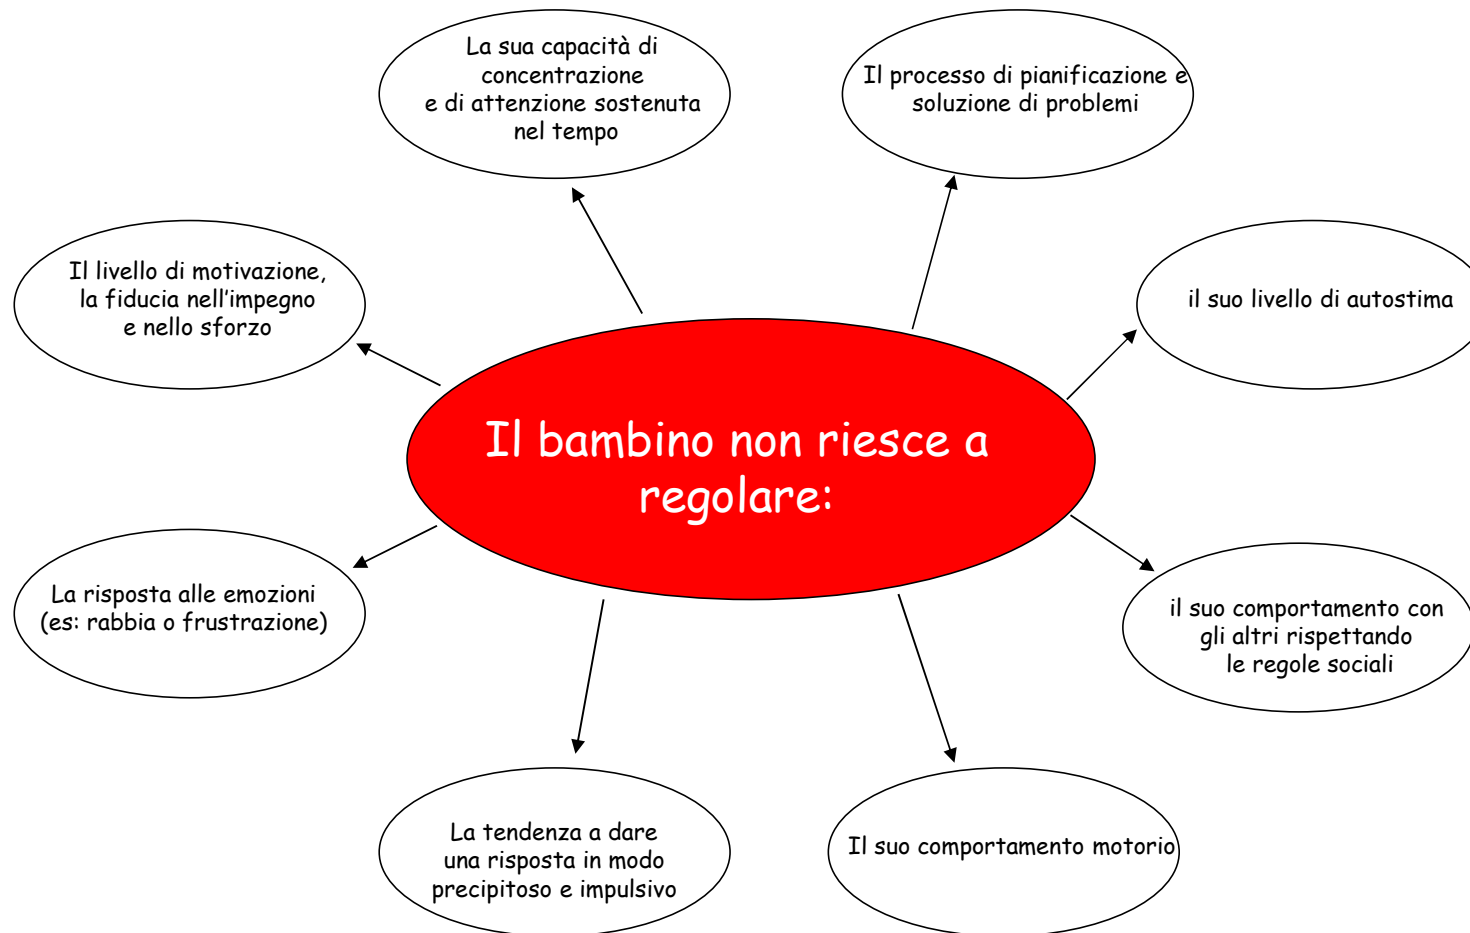 La sua capacità di
concentrazione
e di attenzione sostenuta
nel tempo
Il processo di pianificazione e
soluzione di problemi
Il livello di motivazione,
la fiducia nell'impegno
e nello sforzo
il suo livello di autostima
Il bambino non riesce a
regolare:
La risposta alle emozioni
(es: rabbia o frustrazione)
il suo comportamento con
gli altri rispettando
le regole sociali
La tendenza a dare
una risposta in modo
precipitoso e impulsivo
Il suo comportamento motorio